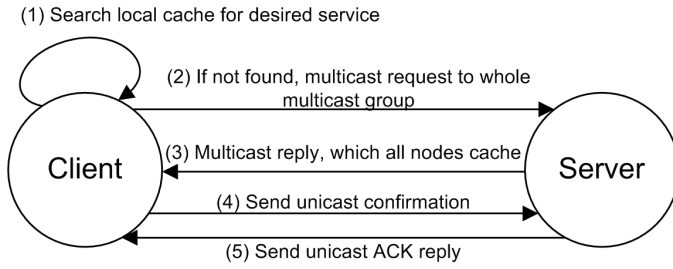 (1) Search local cache for desired service
(2) If not found, multicast request to whole
multicast group
Client
(3) Multicast reply, which all nodes cache
Server
(4) Send unicast confirmation
(5) Send unicast ACK reply